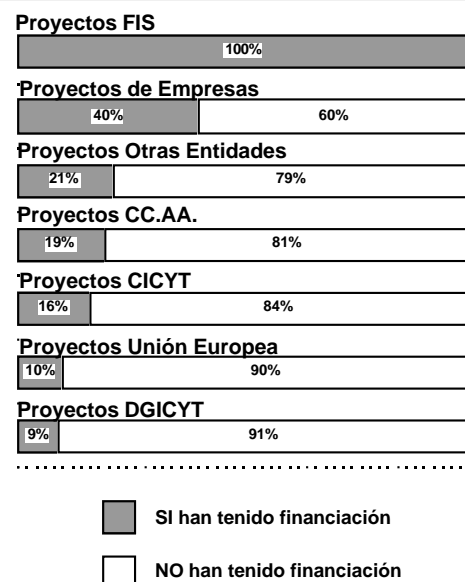 Proyectos FIS
100%
Proyectos de Empresas
40% 60%
Proyectos Otras Entidades
21% 79%
Proyectos CC.AA.
19% 81%
Proyectos CICYT
16% 84%
Proyectos Unión Europea
10% 90%
Proyectos DGICYT
9% 91%
SI han tenido financiación
NO han tenido financiación